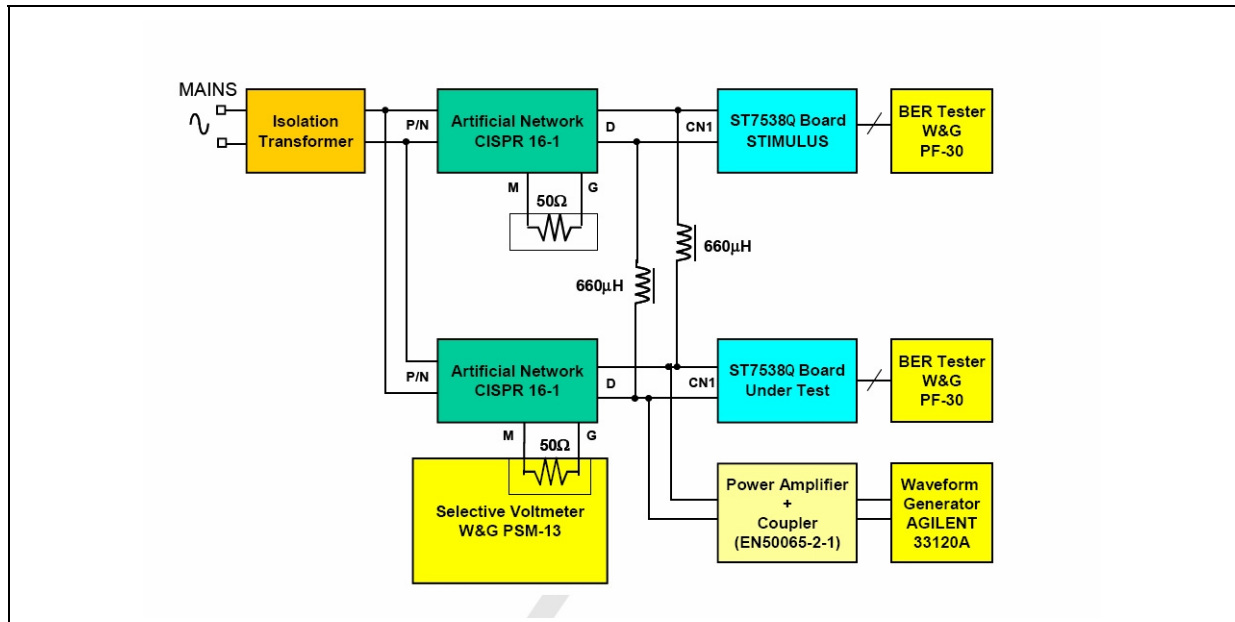 MAINS
Isolation
Transformer
P/N
Artificial Network
CISPR 16-1
D
CN1
ST7538Q Board
STIMULUS
BER Tester
W&G
PF-30
M
G
50Ω
660µH
660µH
P/N
Artificial Network
CISPR 16-1
D
CN1
ST7538Q Board
Under Test
BER Tester
W&G
PF-30
M
G
50Ω
Selective Voltmeter
W&G PSM-13
Power Amplifier
+
Coupler
(EN50065-2-1)
Waveform
Generator
AGILENT
33120A